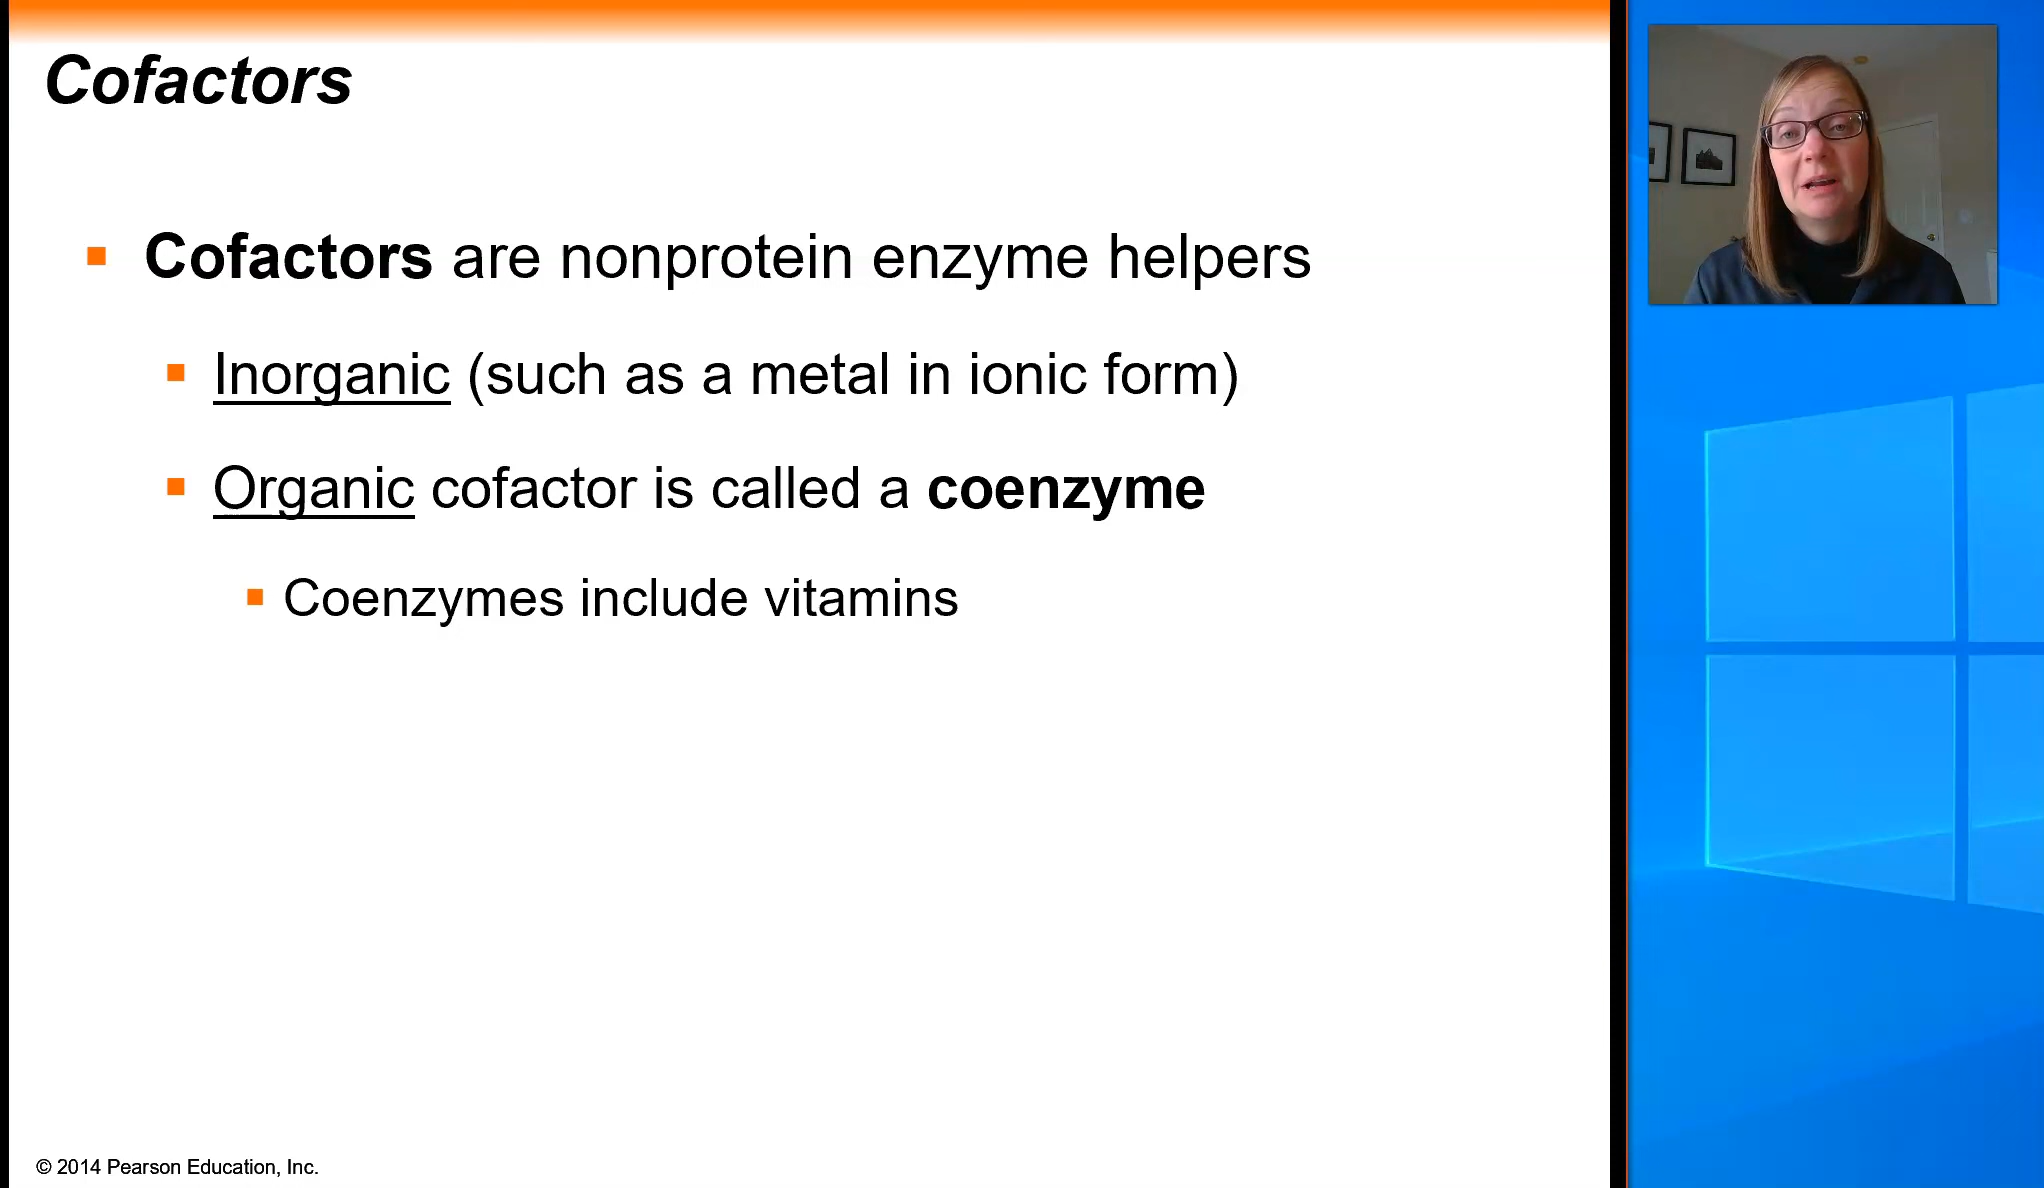 Cofactors
Cofactors are nonprotein enzyme helpers
Inorganic (such as a metal in ionic form)
Organic cofactor is called a coenzyme
Coenzymes include vitamins
© 2014 Pearson Education, Inc.